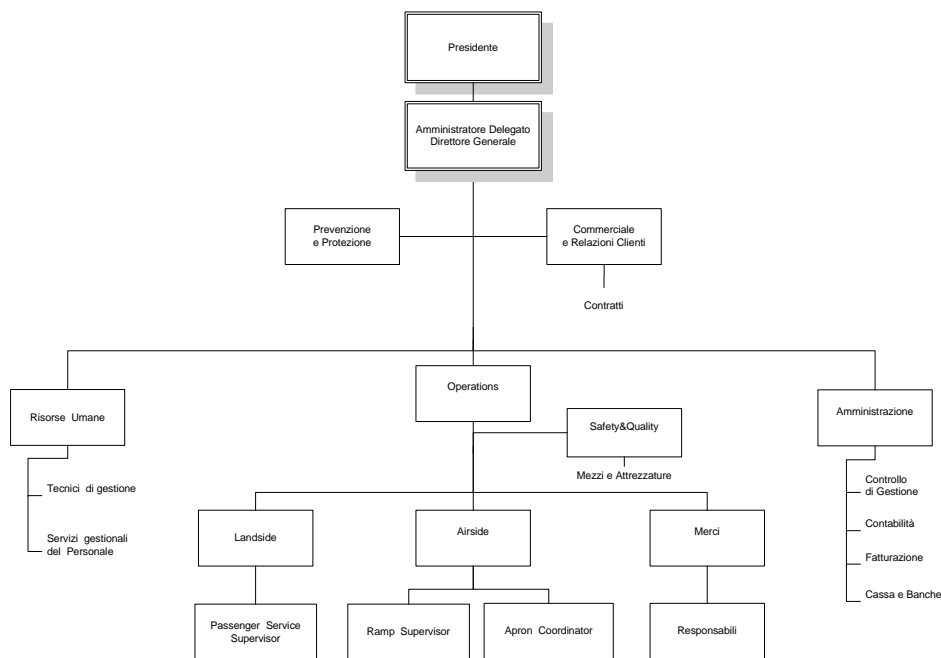 Presidente
Amministratore Delegato
Direttore Generale
Prevenzione
e Protezione
Commerciale
e Relazioni Clienti
Contratti
Risorse Umane
Operations
Amministrazione
Safety&Quality
Mezzi e Attrezzature
Tecnici di gestione
Servizi gestionali
del Personale
Controllo
di Gestione
Contabilità
Fatturazione
Cassa e Banche
Landside
Airside
Merci
Passenger Service
Supervisor
Ramp Supervisor
Apron Coordinator
Responsabili